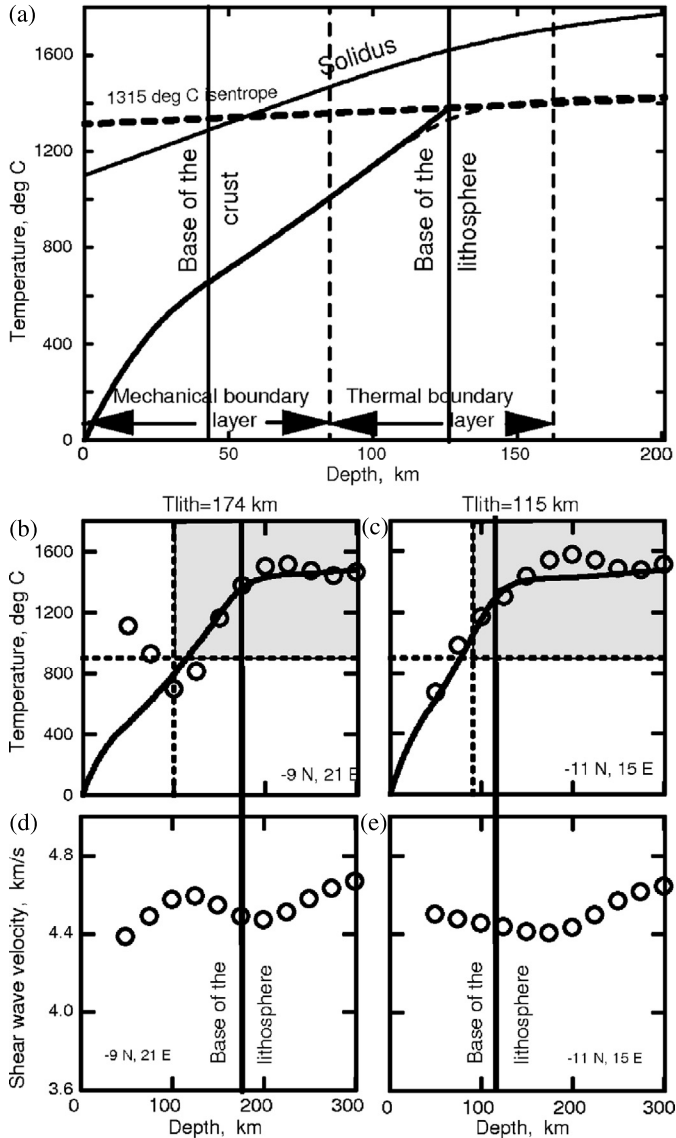 (a)
1600
1200
800
400
0
Temperature, deg C
Solidus
1315 deg C isentrope
Base of the
crust
Base of the
lithosphere
Mechanical boundary
layer
Thermal boundary
layer
0 50 100 150 200
Depth, km
Tlith=174 km
Tlith=115 km
(b)
(c)
1600
1200
800
400
0
Temperature, deg C
-9 N, 21 E
-11 N, 15 E
(d)
(e)
4.8
4.4
4.0
3.6
Shear wave velocity, km/s
Base of the
lithosphere
Base of the
lithosphere
-9 N, 21 E
-11 N, 15 E
0 100 200 300
0 100 200 300
Depth, km
Depth, km